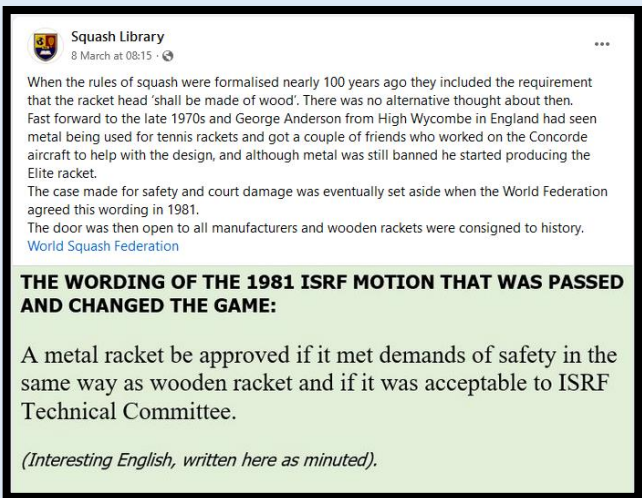 Squash Library
8 March at 08:15 ·
When the rules of squash were formalised nearly 100 years ago they included the requirement
that the racket head ‘shall be made of wood’. There was no alternative thought about then.
Fast forward to the late 1970s and George Anderson from High Wycombe in England had seen
metal being used for tennis rackets and got a couple of friends who worked on the Concorde
aircraft to help with the design, and although metal was still banned he started producing the
Elite racket.
The case made for safety and court damage was eventually set aside when the World Federation
agreed this wording in 1981.
The door was then open to all manufacturers and wooden rackets were consigned to history.
World Squash Federation
THE WORDING OF THE 1981 ISRF MOTION THAT WAS PASSED
AND CHANGED THE GAME:
A metal racket be approved if it met demands of safety in the
same way as wooden racket and if it was acceptable to ISRF
Technical Committee.
(Interesting English, written here as minuted).